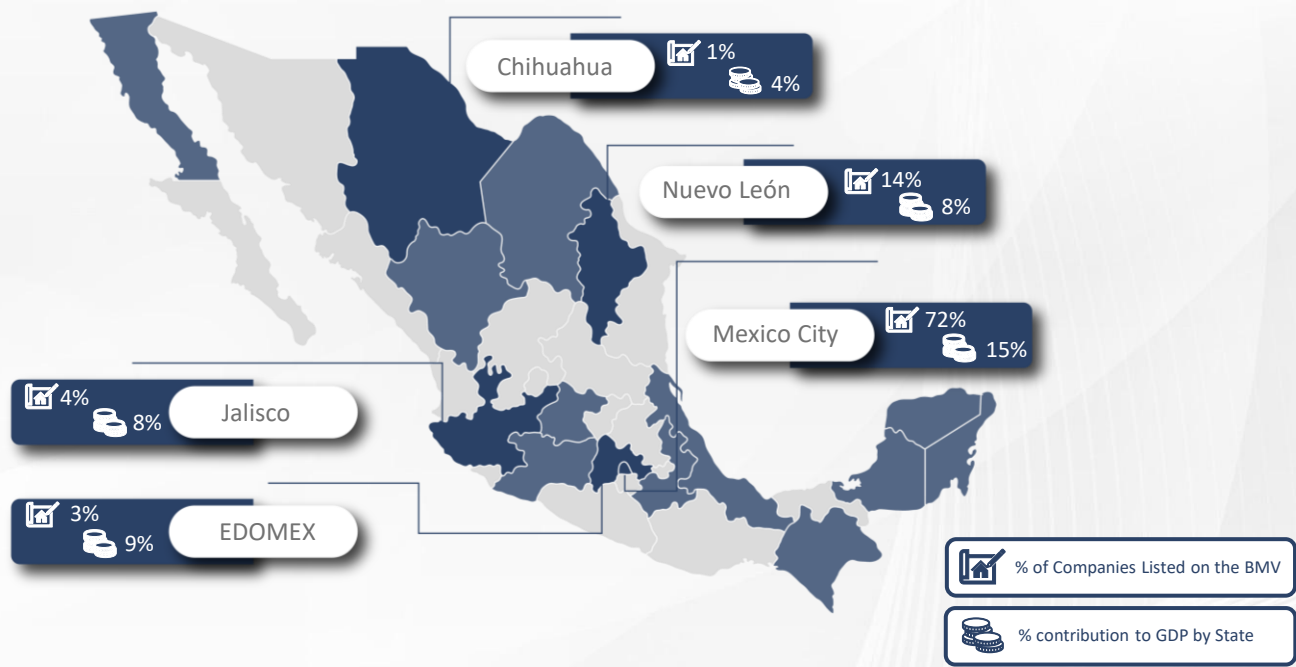 Chihuahua
1%
4%
Nuevo León
14%
8%
Mexico City
72%
15%
4%
8%
Jalisco
3%
9%
EDOMEX
% of Companies Listed on the BMV
% contribution to GDP by State